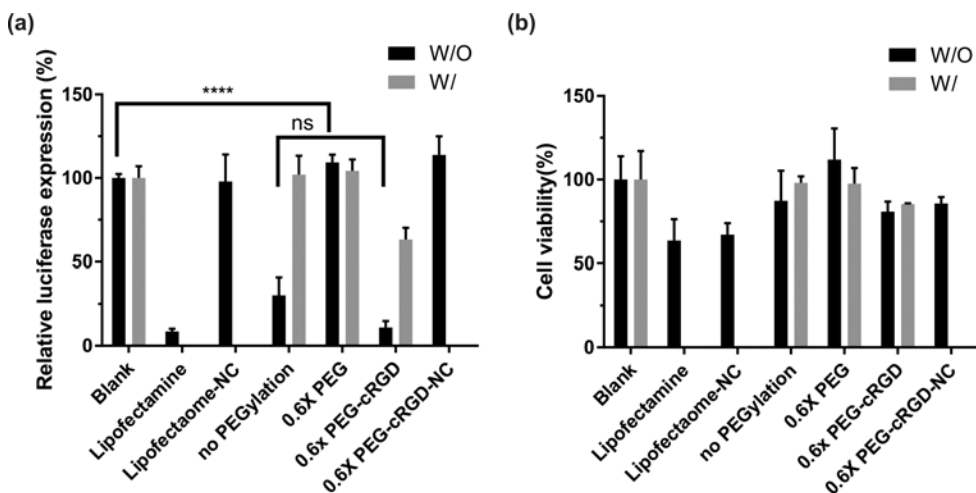 (a)
W/O
W/
Relative luciferase expression (%)
150
100
50
0
****
ns
Blank
Lipofectamine
Lipofectaome-NC
no PEGylation
0.6X PEG
0.6x PEG-cRGD
0.6X PEG-cRGD-NC
(b)
W/O
W/
Cell viability(%)
150
100
50
0
Blank
Lipofectamine
Lipofectaome-NC
no PEGylation
0.6X PEG
0.6x PEG-cRGD
0.6X PEG-cRGD-NC